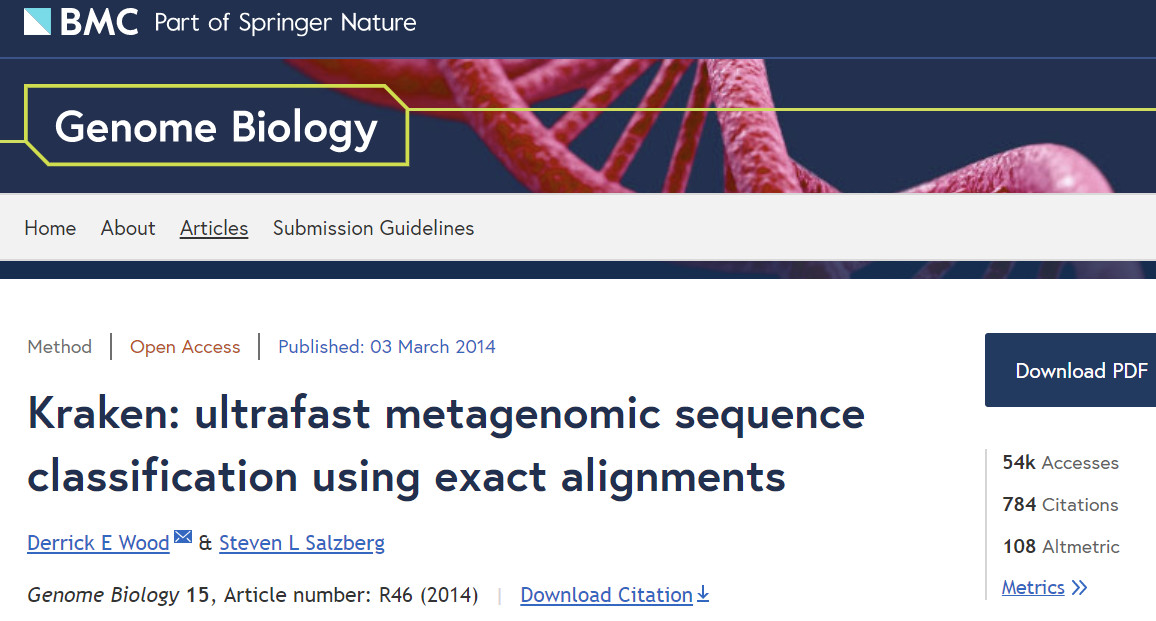 BMC Part of Springer Nature
Genome Biology
Home About Articles Submission Guidelines
Method Open Access Published: 03 March 2014
Kraken: ultrafast metagenomic sequence
classification using exact alignments
Derrick E Wood & Steven L Salzberg
Genome Biology 15, Article number: R46 (2014) | Download Citation
Download PDF
54k Accesses
784 Citations
108 Altmetric
Metrics